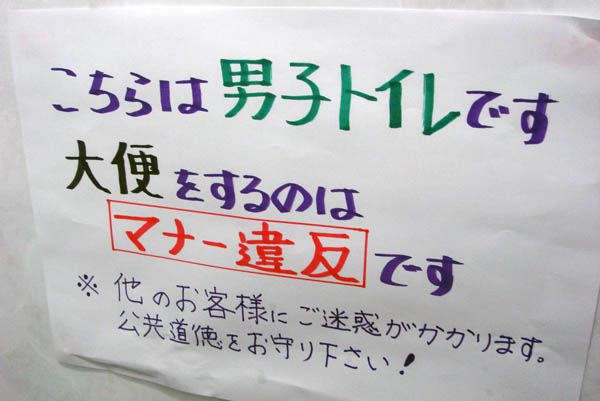 こちらは男子トイレです
大便をするのは
マナー違反です
※他のお客様にご迷惑がかかります。
公共道徳をお守り下さい！